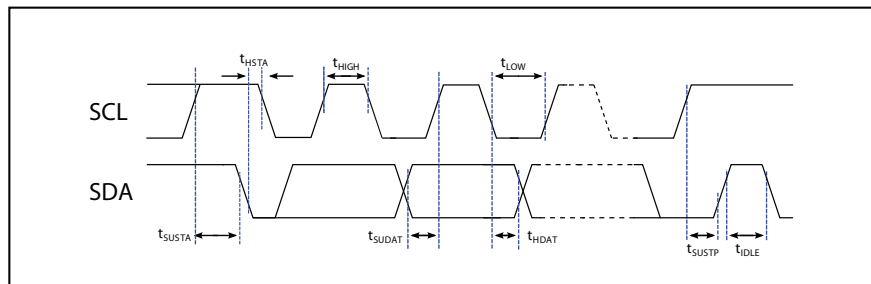 tHSTA tHIGH tLOW
SCL
SDA
tSUSTA tSUDAT tHDAT tSUSTP tIDLE